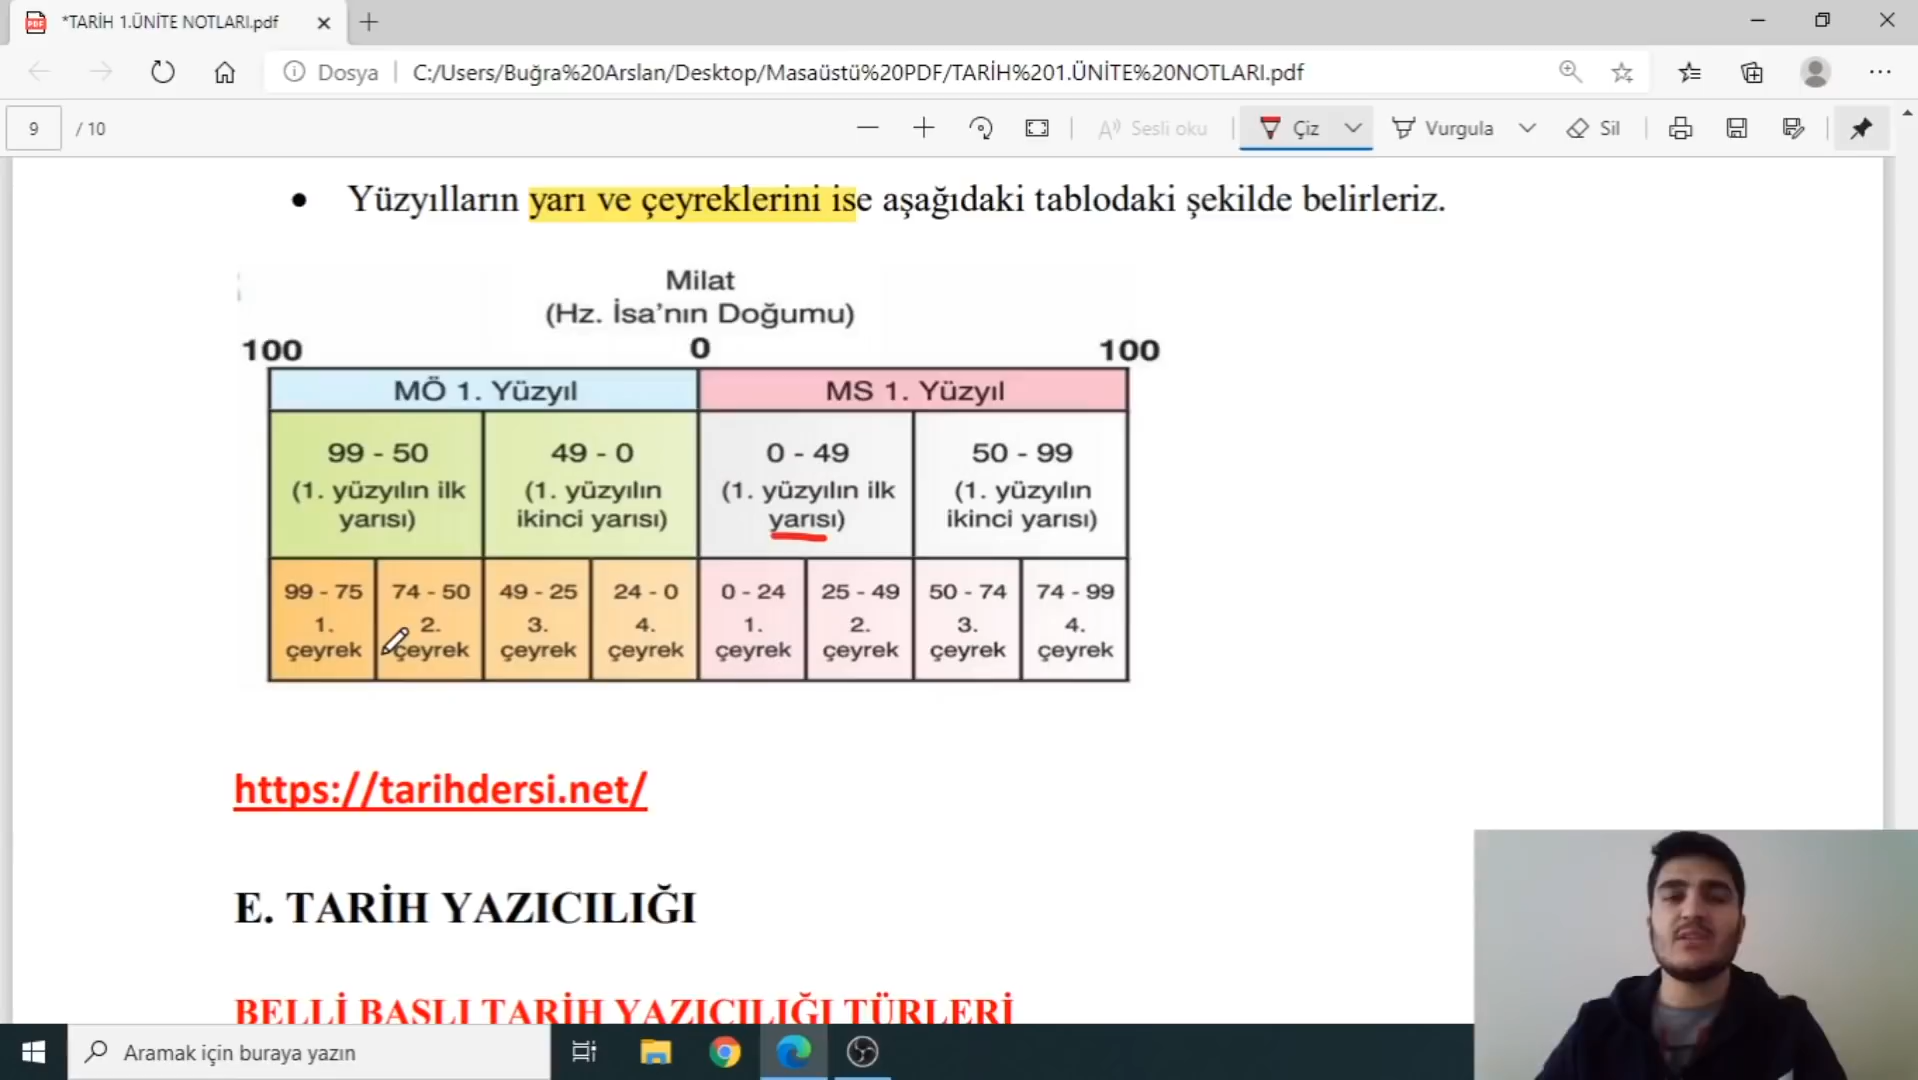 *TARİH 1.ÜNİTE NOTLARI.pdf
Dosya
C:/Users/Buğra%20Arslan/Desktop/Masaüstü%20PDF/TARİH%201.ÜNİTE%20NOTLARI.pdf
9 / 10
Sesli oku
Çiz
Vurgula
Sil
• Yüzyılların yarı ve çeyreklerini ise aşağıdaki tablodaki şekilde belirleriz.
Milat
(Hz. İsa'nın Doğumu)
100 0 100
MÖ 1. Yüzyıl MS 1. Yüzyıl
99 - 50
(1. yüzyılın ilk
yarısı)
49 - 0
(1. yüzyılın
ikinci yarısı)
0 - 49
(1. yüzyılın ilk
yarısı)
50 - 99
(1. yüzyılın
ikinci yarısı)
99 - 75
1.
çeyrek
74 - 50
2.
çeyrek
49 - 25
3.
çeyrek
24 - 0
4.
çeyrek
0 - 24
1.
çeyrek
25 - 49
2.
çeyrek
50 - 74
3.
çeyrek
74 - 99
4.
çeyrek
https://tarihdersi.net/
E. TARİH YAZICILIĞI
BELLİ BAŞLI TARİH YAZICILIĞI TÜRLERİ
Aramak için buraya yazın